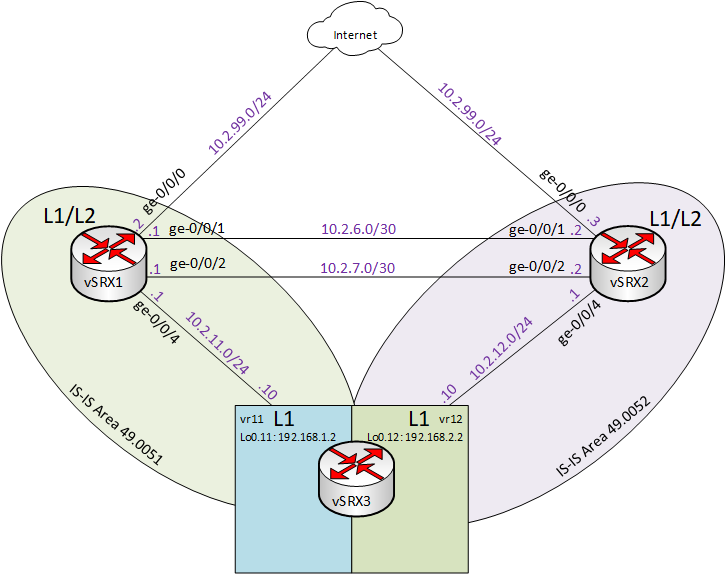 Internet
10.2.99.0/24
10.2.99.0/24
ge-0/0/0
ge-0/0/0
L1/L2
L1/L2
.2
.3
.1
ge-0/0/1
10.2.6.0/30
ge-0/0/1
.2
ge-0/0/2
10.2.7.0/30
ge-0/0/2
.1
.2
vSRX1
vSRX2
.1
.1
ge-0/0/4
ge-0/0/4
10.2.11.0/24
10.2.12.0/24
.10
.10
IS-IS Area 49.0051
IS-IS Area 49.0052
vr11
L1
L1
vr12
Lo0.11: 192.168.1.2
Lo0.12: 192.168.2.2
vSRX3